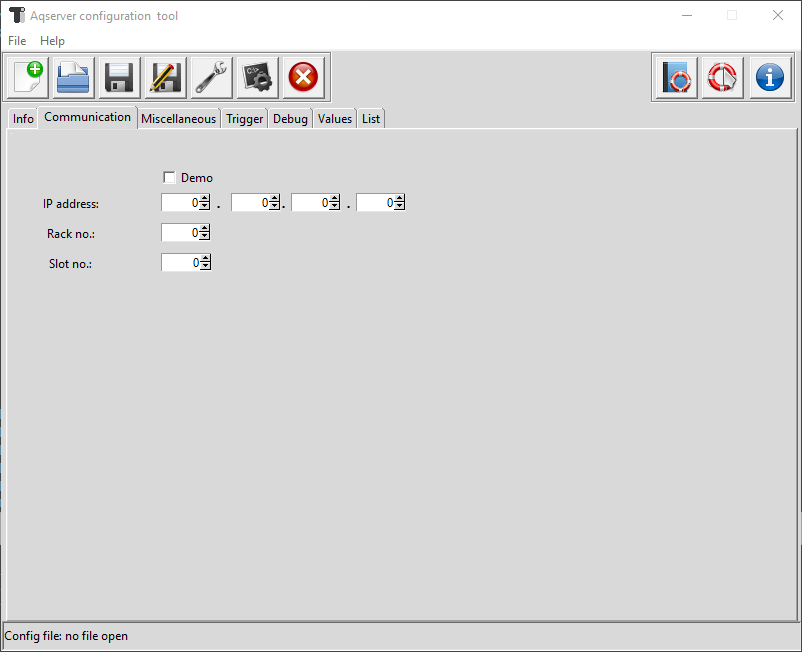 Aqserver configuration  tool
File Help
Info Communication Miscellaneous Trigger Debug Values List
Demo
IP address: 0 . 0 . 0 . 0
Rack no.: 0
Slot no.: 0
Config file: no file open